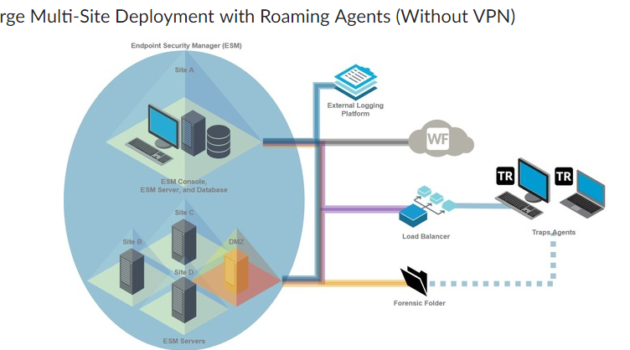 rge Multi-Site Deployment with Roaming Agents (Without VPN)
Endpoint Security Manager (ESM)
Site A
External Logging
Platform
WF
TR
TR
ESM Console,
ESM Server, and Database
Site C
Site B
DMZ
Load Balancer
Traps Agents
Site D
Forensic Folder
ESM Servers